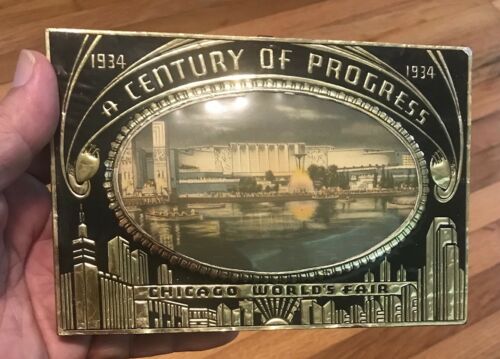 1934 1934
A CENTURY OF PROGRESS
CHICAGO WORLD'S FAIR